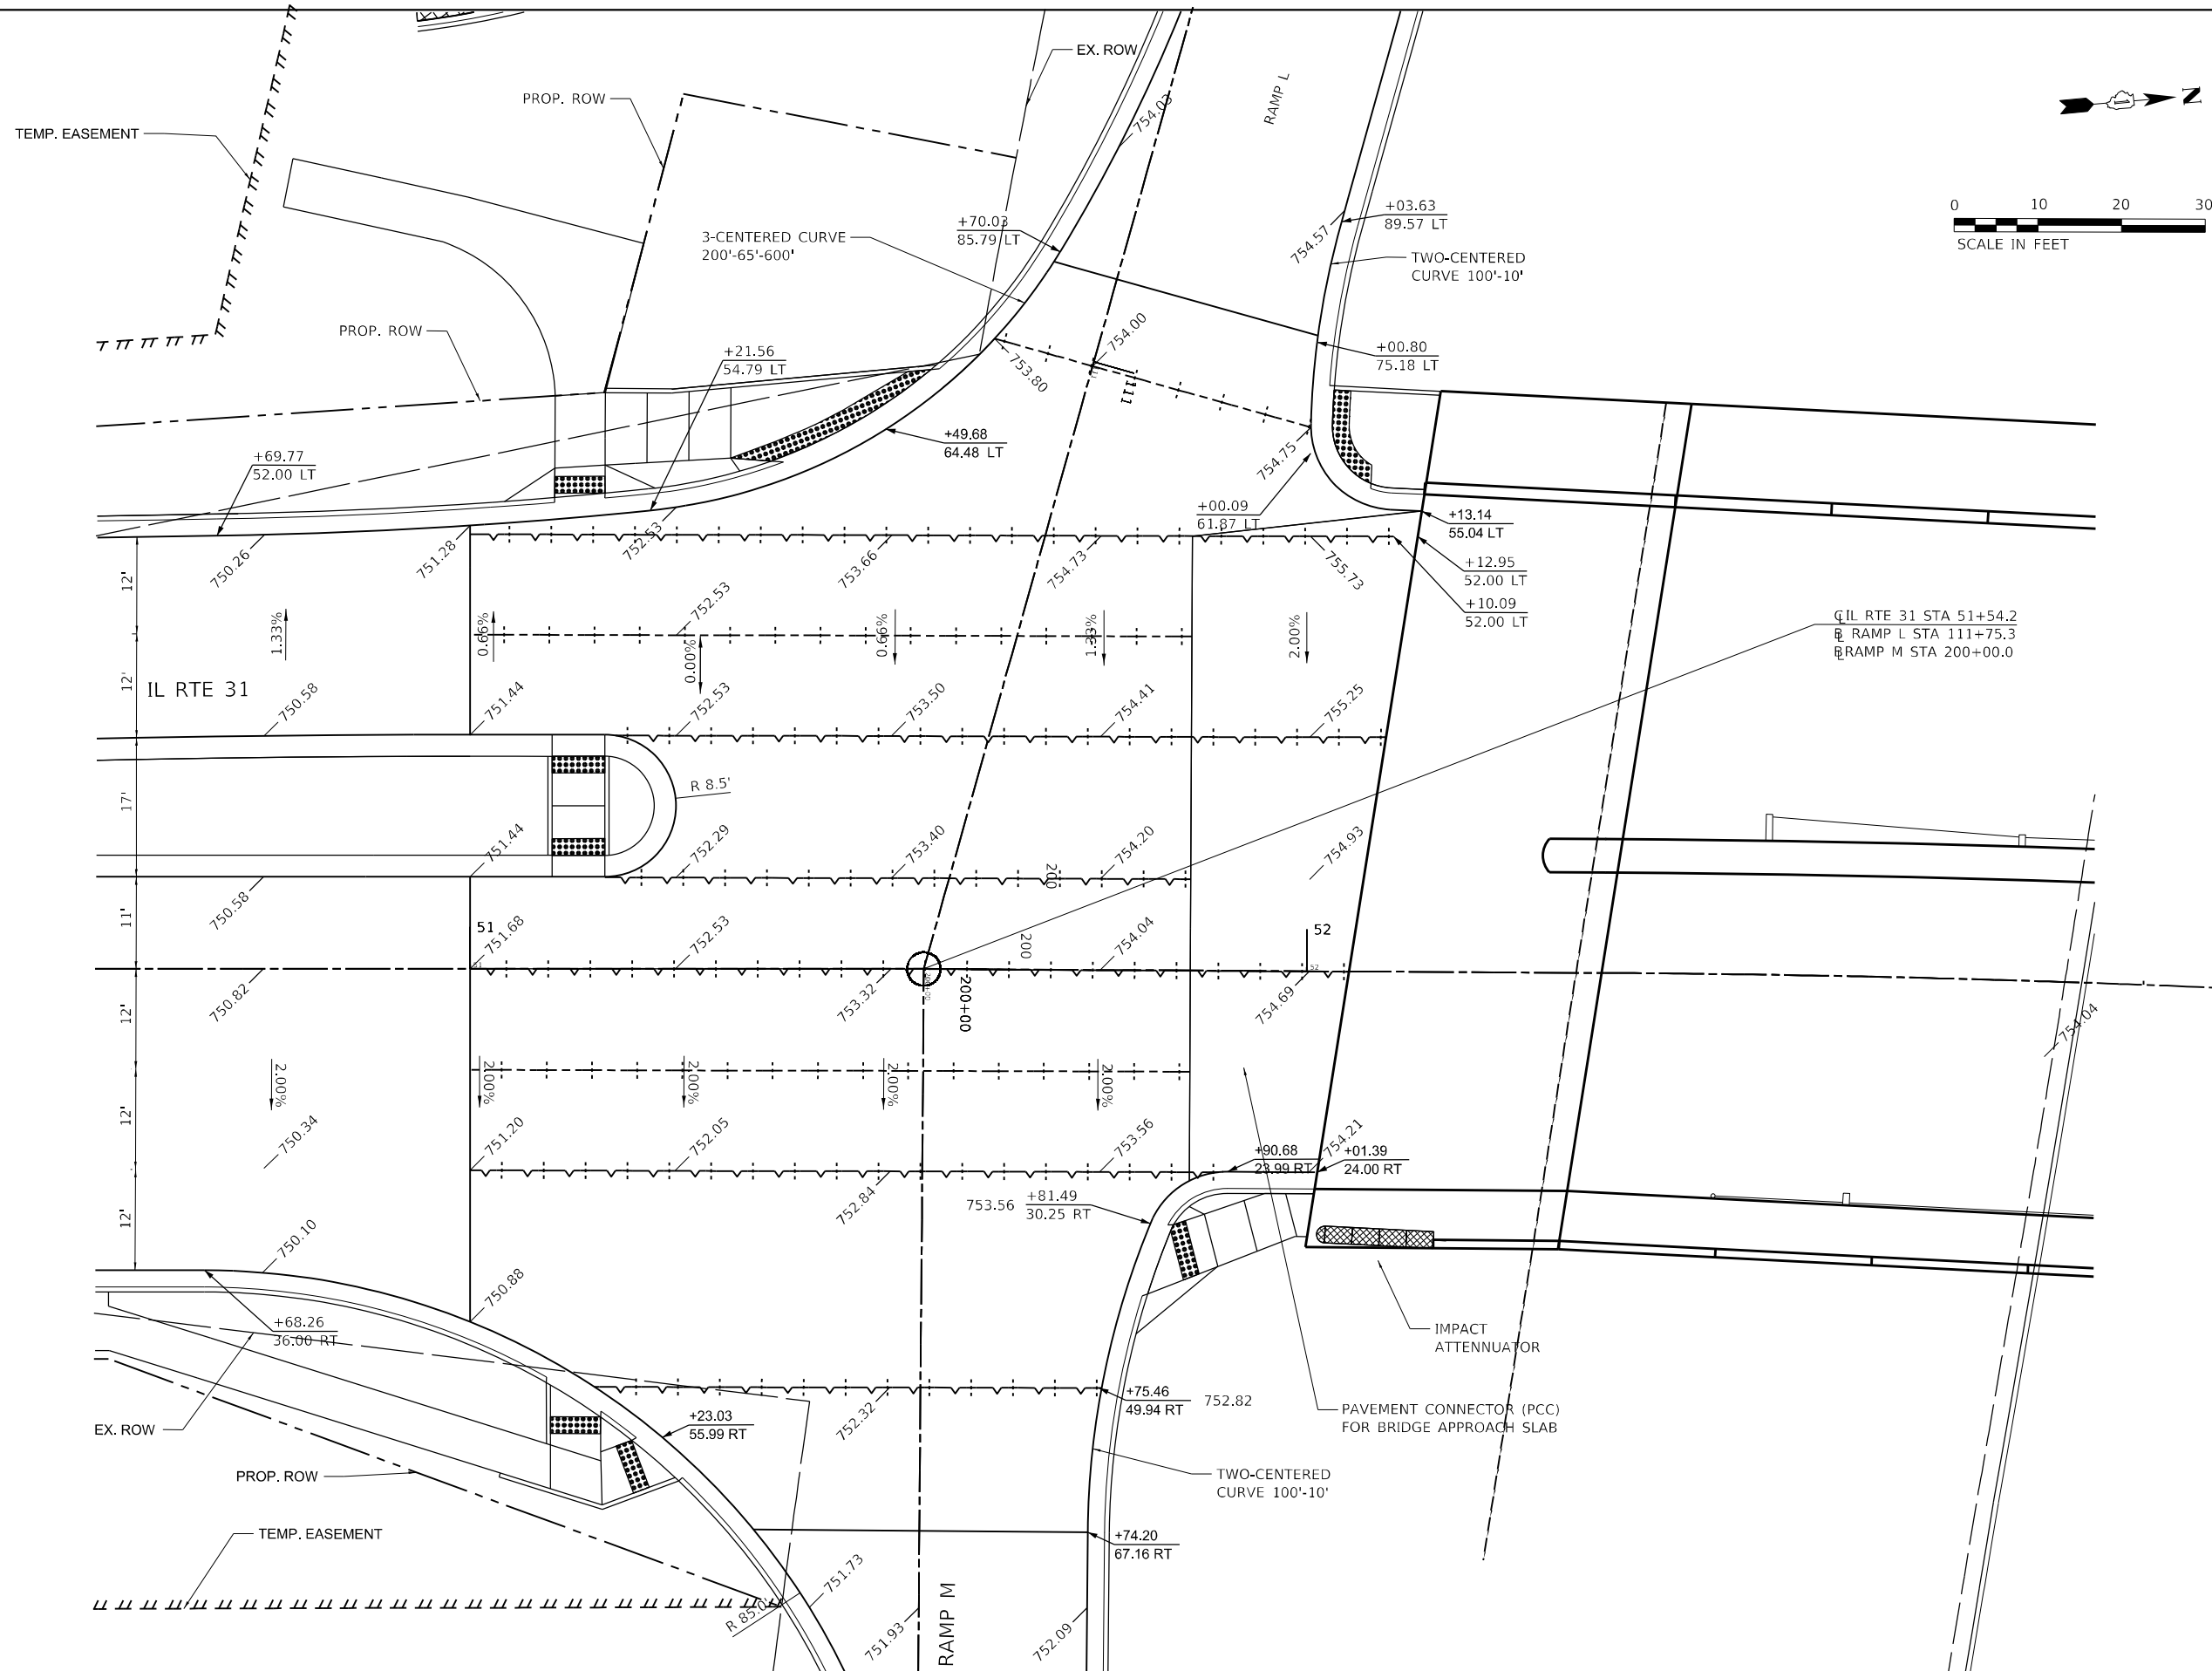 EX. ROW
PROP. ROW
TEMP. EASEMENT
RAMP L
N
754.03
+70.03
85.79 LT
3-CENTERED CURVE
200'-65'-600'
+03.63
89.57 LT
754.57
TWO-CENTERED
CURVE 100'-10'
0 10 20 30
SCALE IN FEET
PROP. ROW
+21.56
54.79 LT
754.00
753.80
111
+00.80
75.18 LT
+49.68
64.48 LT
+69.77
52.00 LT
754.75
+00.09
61.87 LT
+13.14
55.04 LT
+12.95
52.00 LT
+10.09
52.00 LT
750.26
751.28
752.53
753.66
754.73
755.73
12'
1.33%
0.66%
752.53
0.00%
0.66%
1.33%
2.00%
℄ IL RTE 31 STA 51+54.2
BL RAMP L STA 111+75.3
BL RAMP M STA 200+00.0
12'
IL RTE 31
750.58
751.44
752.53
753.50
754.41
755.25
17'
R 8.5'
751.44
752.29
753.40
754.20
754.93
200
11'
750.58
51
751.68
752.53
200
754.04
52
750.82
753.32
200+00
754.69
52
754.04
12'
2.00%
2.00%
2.00%
2.00%
2.00%
12'
750.34
751.20
752.05
752.84
753.56
+90.68
23.99 RT
754.21
+01.39
24.00 RT
12'
753.56
+81.49
30.25 RT
750.10
750.88
+68.26
36.00 RT
IMPACT
ATTENNUATOR
EX. ROW
+23.03
55.99 RT
752.32
+75.46
49.94 RT
752.82
PAVEMENT CONNECTOR (PCC)
FOR BRIDGE APPROACH SLAB
PROP. ROW
TWO-CENTERED
CURVE 100'-10'
TEMP. EASEMENT
+74.20
67.16 RT
R 85.0'
751.73
751.93
RAMP M
752.09